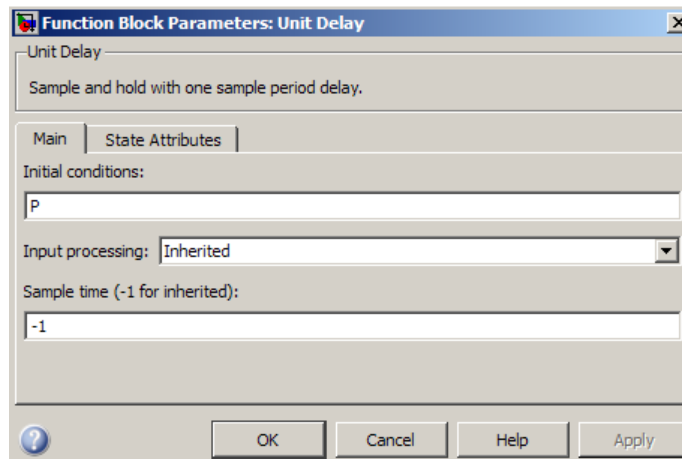 Function Block Parameters: Unit Delay
Unit Delay
Sample and hold with one sample period delay.
Main State Attributes
Initial conditions:
P
Input processing: Inherited
Sample time (-1 for inherited):
-1
OK Cancel Help Apply